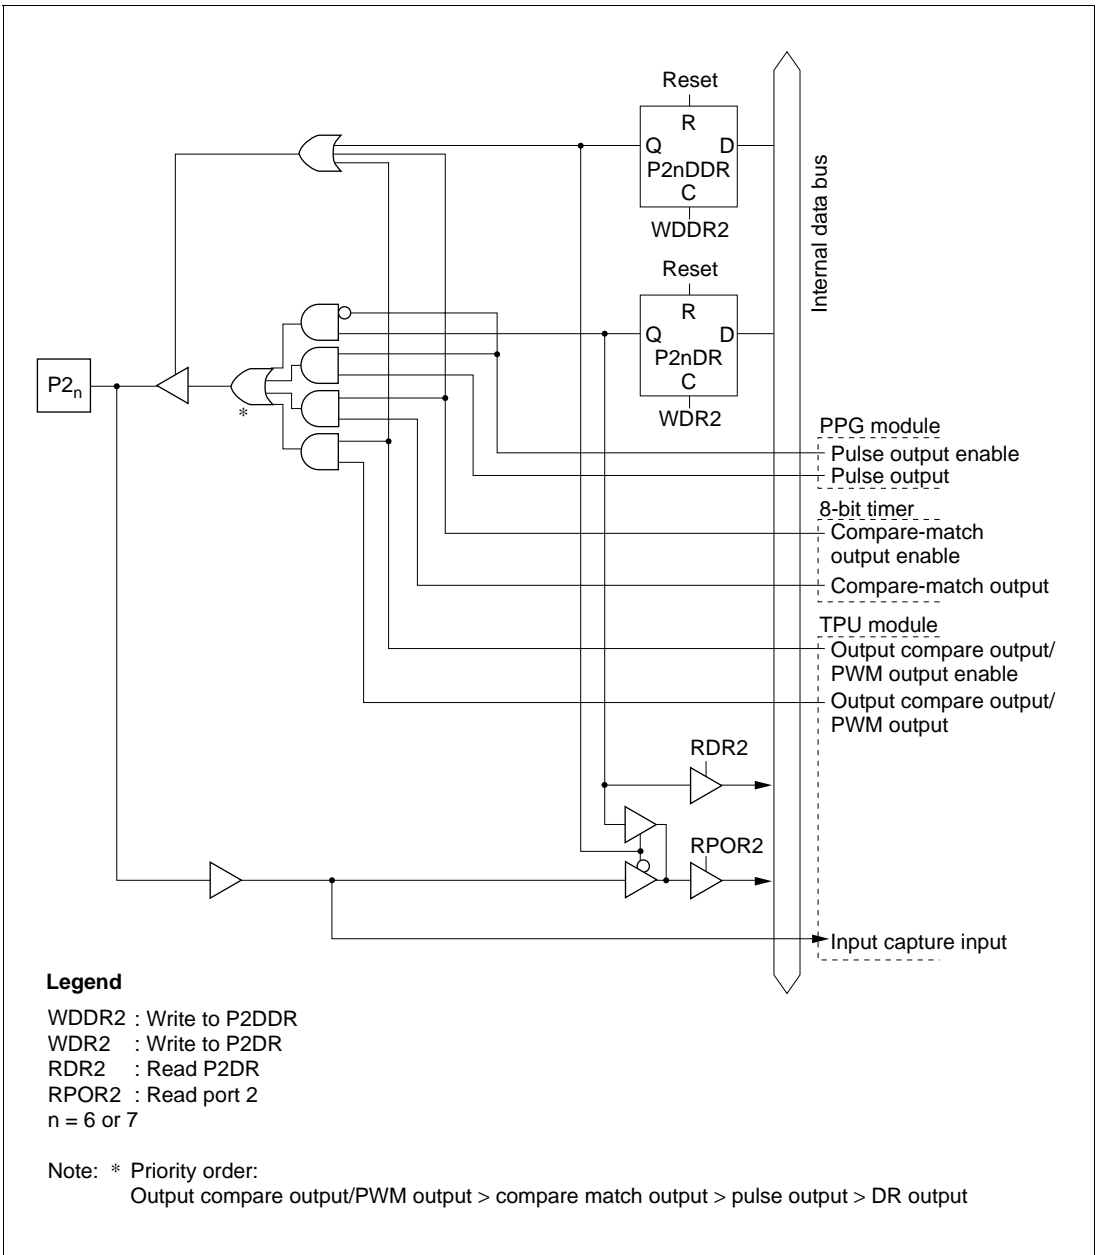 Reset
R
Q D
P2nDDR
C
WDDR2
Internal data bus
Reset
R
Q D
P2nDR
C
WDR2
P2n
*
PPG module
Pulse output enable
Pulse output
8-bit timer
Compare-match
output enable
Compare-match output
TPU module
Output compare output/
PWM output enable
Output compare output/
PWM output
RDR2
RPOR2
Input capture input
Legend
WDDR2 : Write to P2DDR
WDR2 : Write to P2DR
RDR2 : Read P2DR
RPOR2 : Read port 2
n = 6 or 7
Note: * Priority order:
Output compare output/PWM output > compare match output > pulse output > DR output